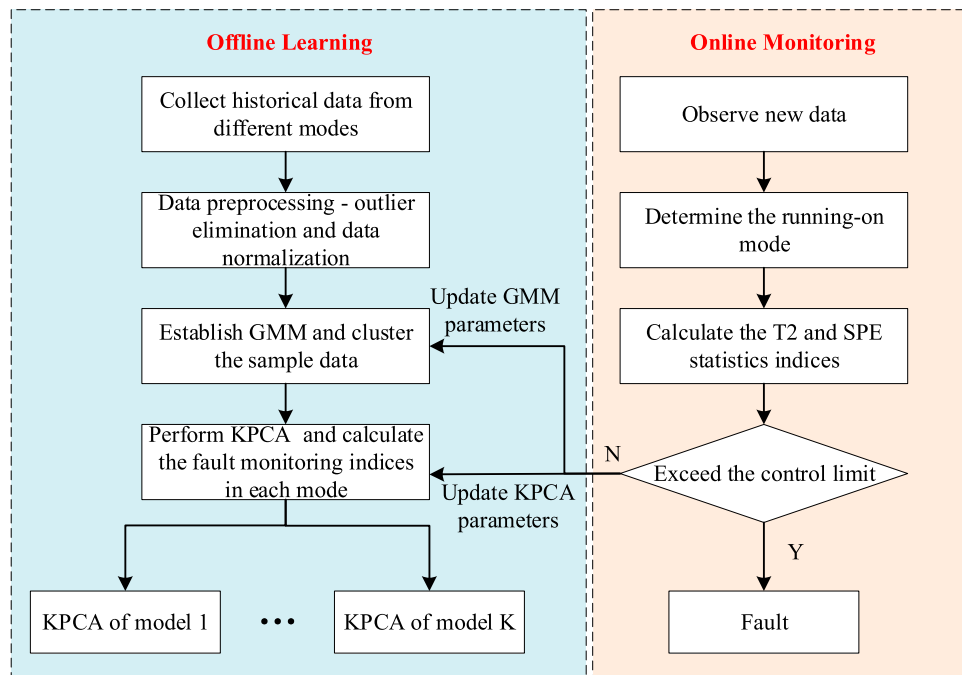 Offline Learning
Collect historical data from
different modes
Data preprocessing - outlier
elimination and data
normalization
Establish GMM and cluster
the sample data
Perform KPCA and calculate
the fault monitoring indices
in each mode
KPCA of model 1
...
KPCA of model K
Update GMM
parameters
Update KPCA
parameters
Online Monitoring
Observe new data
Determine the running-on
mode
Calculate the T2 and SPE
statistics indices
Exceed the control limit
N
Y
Fault